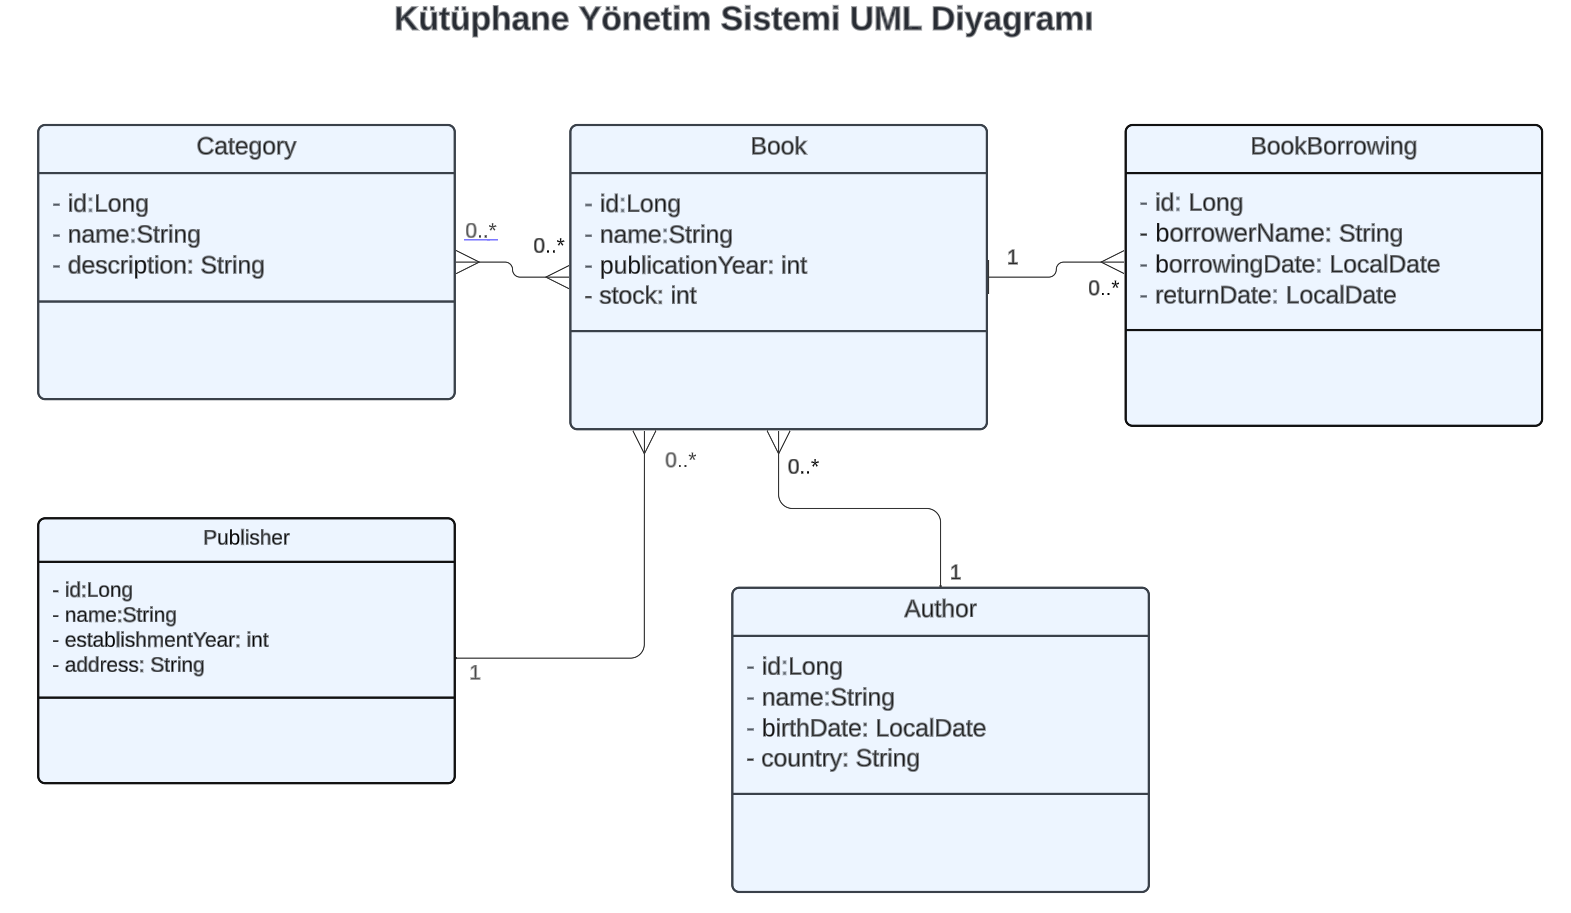 Kütüphane Yönetim Sistemi UML Diyagramı
Category
- id:Long
- name:String
- description: String
0..*
0..*
Book
- id:Long
- name:String
- publicationYear: int
- stock: int
1
0..*
BookBorrowing
- id: Long
- borrowerName: String
- borrowingDate: LocalDate
- returnDate: LocalDate
0..*
0..*
Publisher
- id:Long
- name:String
- establishmentYear: int
- address: String
1
1
Author
- id:Long
- name:String
- birthDate: LocalDate
- country: String